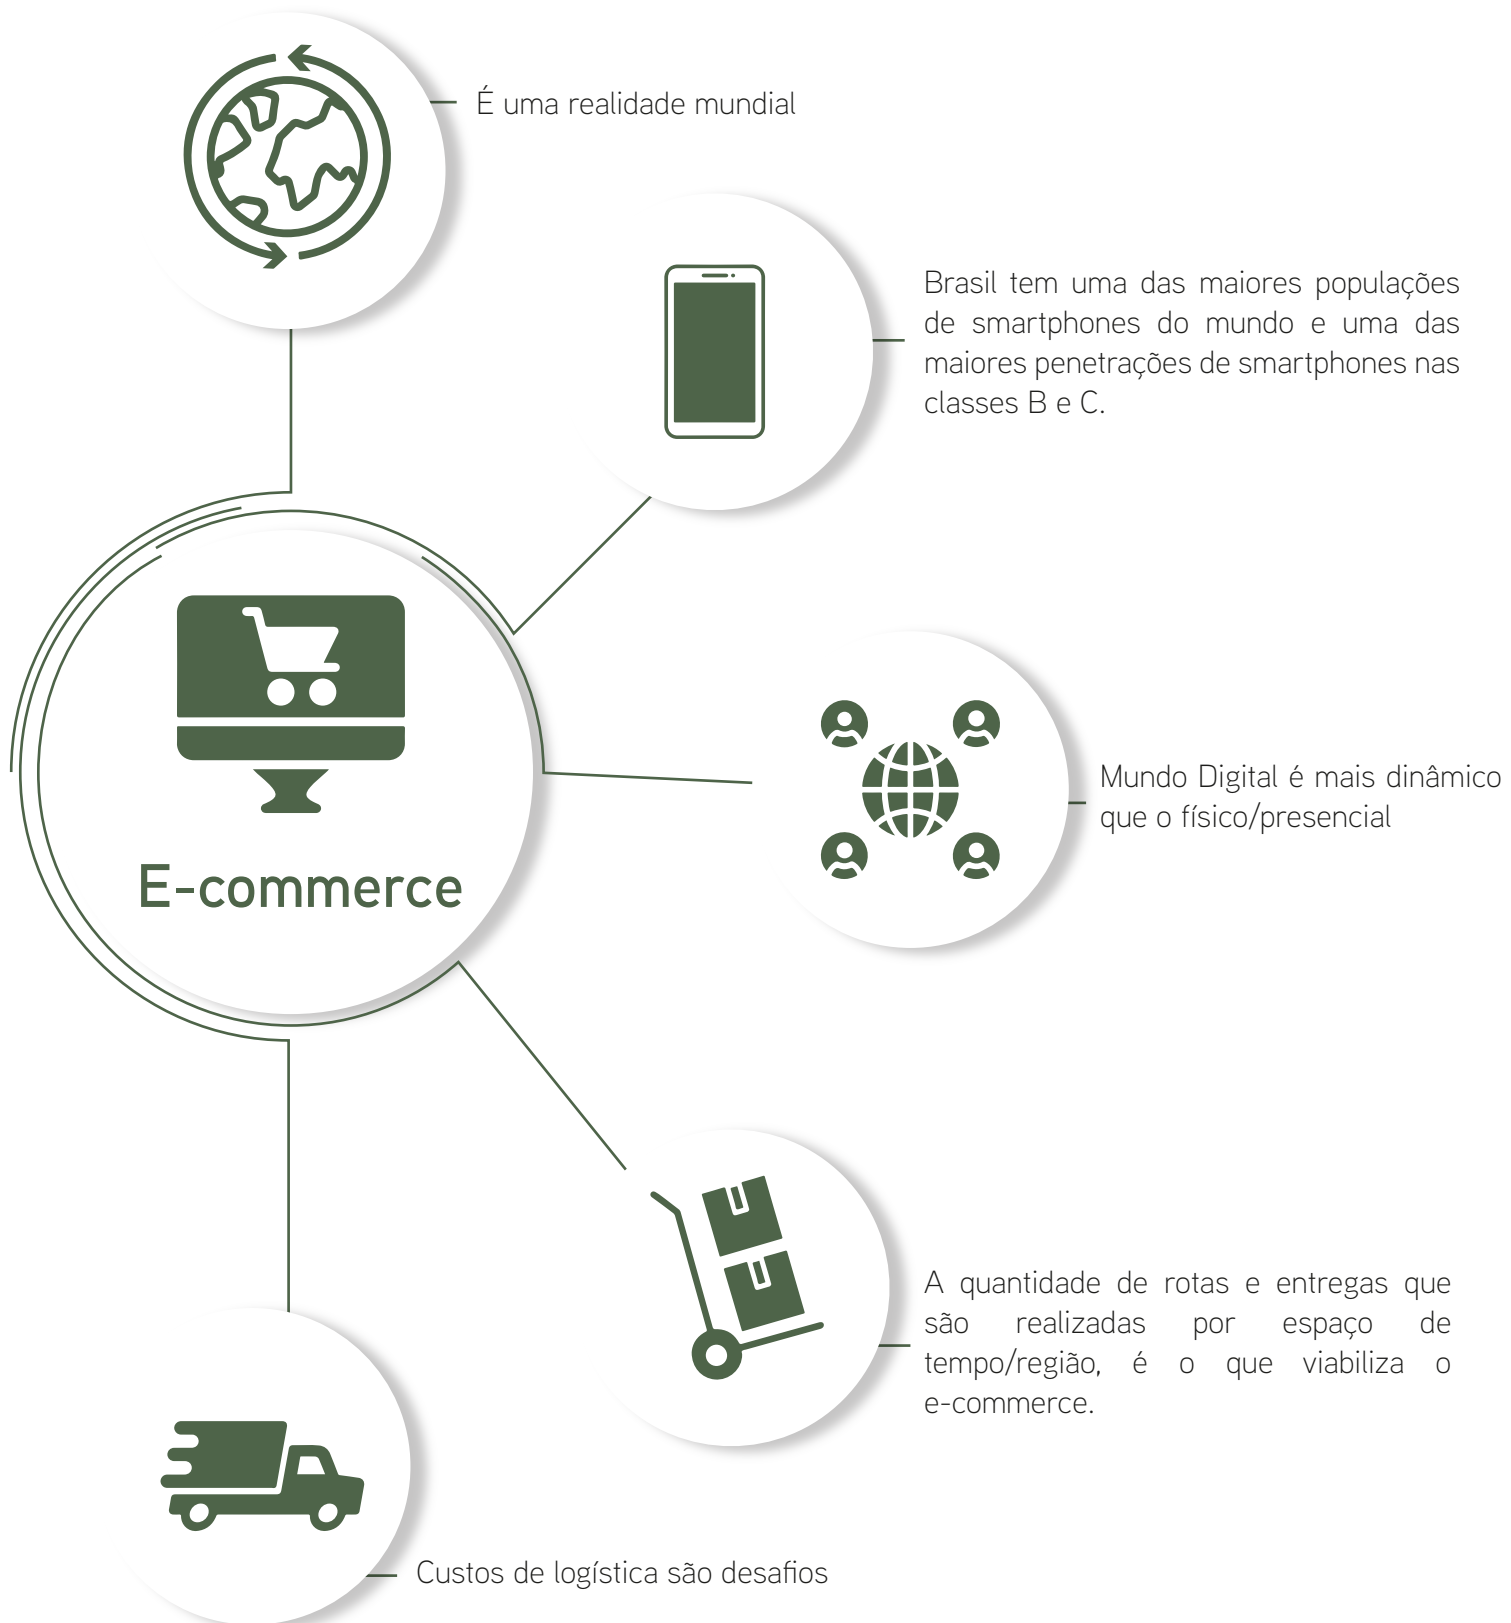 É uma realidade mundial
Brasil tem uma das maiores populações
de smartphones do mundo e uma das
maiores penetrações de smartphones nas
classes B e C.
Mundo Digital é mais dinâmico
que o físico/presencial
E-commerce
A quantidade de rotas e entregas que
são realizadas por espaço de
tempo/região, é o que viabiliza o
e-commerce.
Custos de logística são desafios